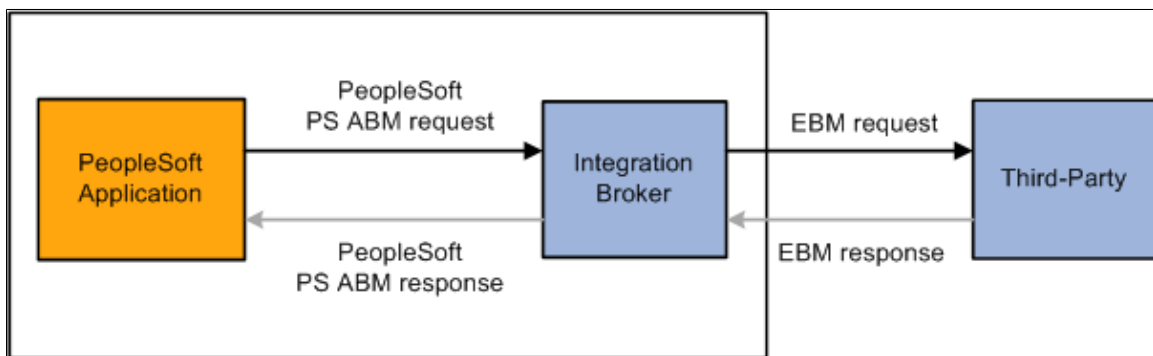 PeopleSoft
Application
PeopleSoft
PS ABM request
Integration
Broker
EBM request
Third-Party
PeopleSoft
PS ABM response
EBM response